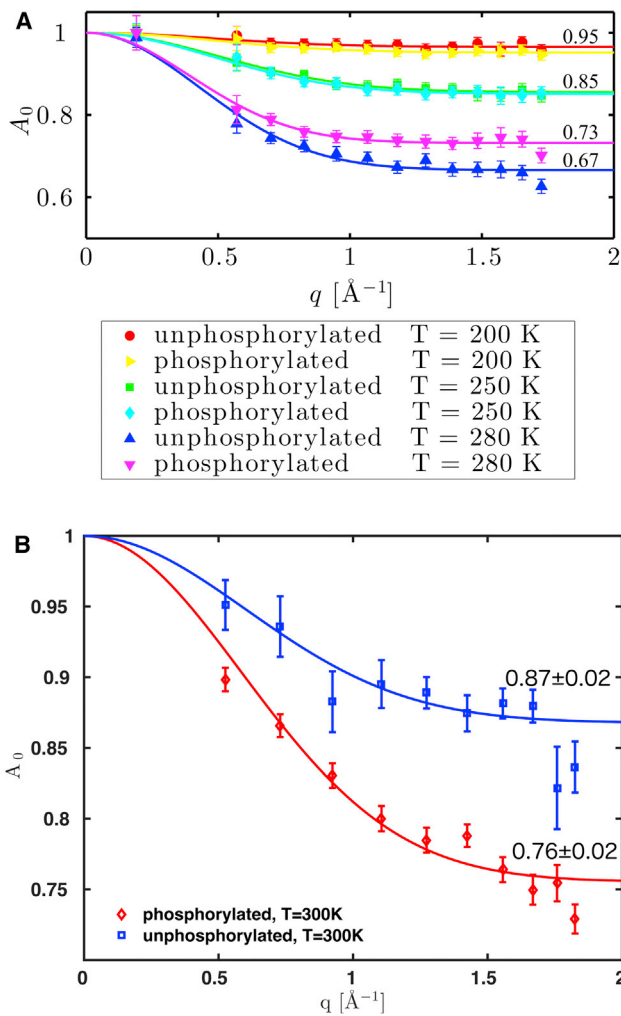 A
1
0.8
0.6
A0
0.95
0.85
0.73
0.67
0 0.5 1 1.5 2
q [Å−1]
unphosphorylated T = 200 K
phosphorylated T = 200 K
unphosphorylated T = 250 K
phosphorylated T = 250 K
unphosphorylated T = 280 K
phosphorylated T = 280 K
B
1
0.95
0.9
0.85
0.8
0.75
A0
0.87±0.02
0.76±0.02
phosphorylated, T=300K
unphosphorylated, T=300K
0 0.5 1 1.5 2
q [Å−1]